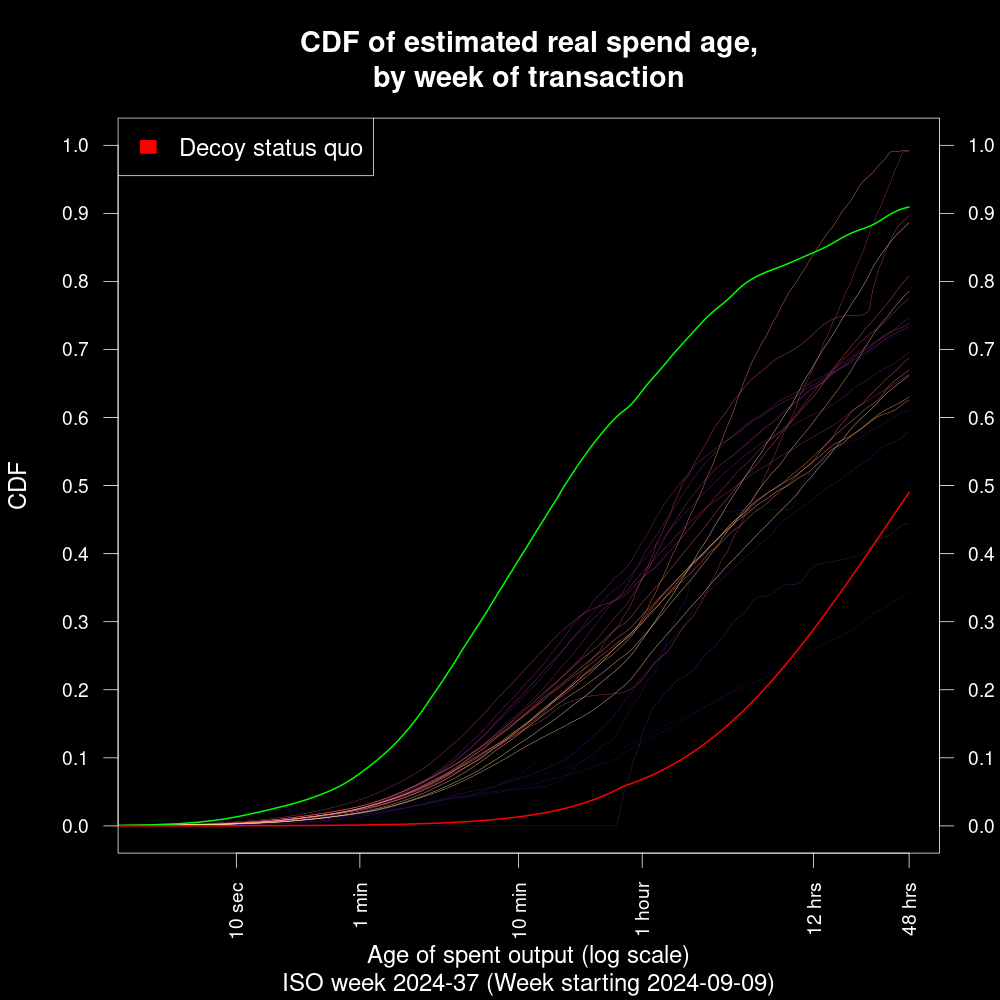 CDF of estimated real spend age,
by week of transaction
Decoy status quo
1.0 1.0
0.9 0.9
0.8 0.8
0.7 0.7
0.6 0.6
0.5 0.5
0.4 0.4
0.3 0.3
0.2 0.2
0.1 0.1
0.0 0.0
CDF
10 sec 1 min 10 min 1 hour 12 hrs 48 hrs
Age of spent output (log scale)
ISO week 2024-37 (Week starting 2024-09-09)